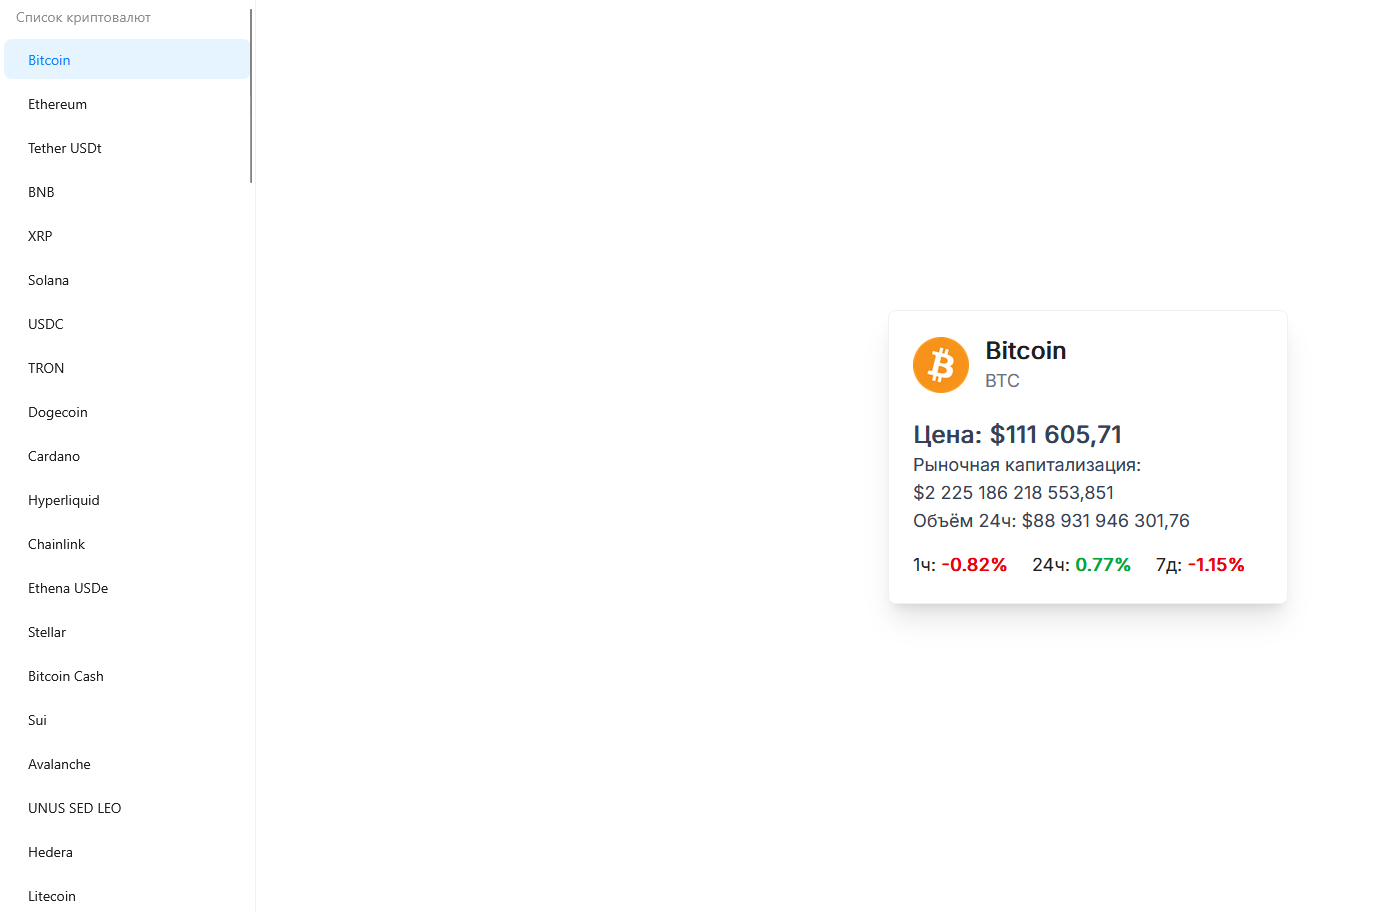 Список криптовалют
Bitcoin
Ethereum
Tether USDt
BNB
XRP
Solana
USDC
TRON
Dogecoin
Cardano
Hyperliquid
Chainlink
Ethena USDe
Stellar
Bitcoin Cash
Sui
Avalanche
UNUS SED LEO
Hedera
Litecoin
Bitcoin
BTC
Цена: $111 605,71
Рыночная капитализация:
$2 225 186 218 553,851
Объём 24ч: $88 931 946 301,76
1ч: -0.82% 24ч: 0.77% 7д: -1.15%